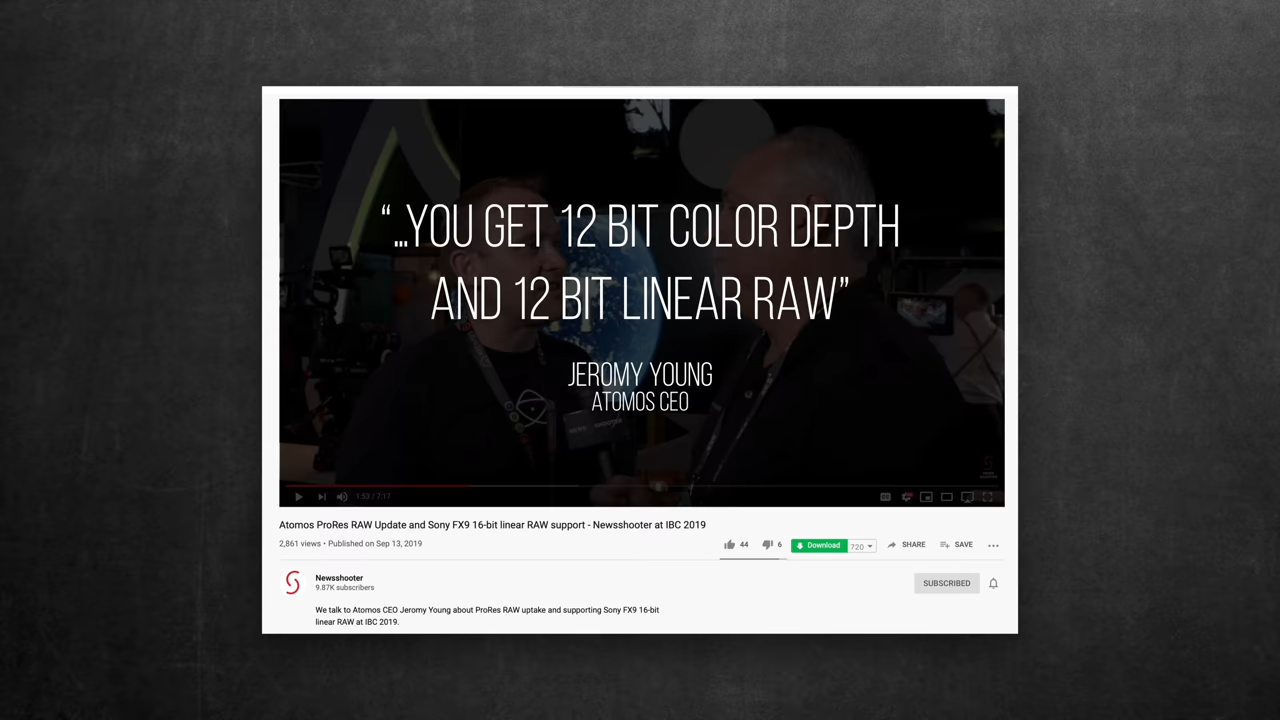 “...YOU GET 12 BIT COLOR DEPTH
AND 12 BIT LINEAR RAW”
JEROMY YOUNG
ATOMOS CEO
1:53 / 7:17
Atomos ProRes RAW Update and Sony FX9 16-bit linear RAW support - Newsshooter at IBC 2019
2,861 views • Published on Sep 13, 2019
44
6
Download
720
SHARE
SAVE
Newsshooter
9.87K subscribers
SUBSCRIBED
We talk to Atomos CEO Jeromy Young about ProRes RAW uptake and supporting Sony FX9 16-bit
linear RAW at IBC 2019.